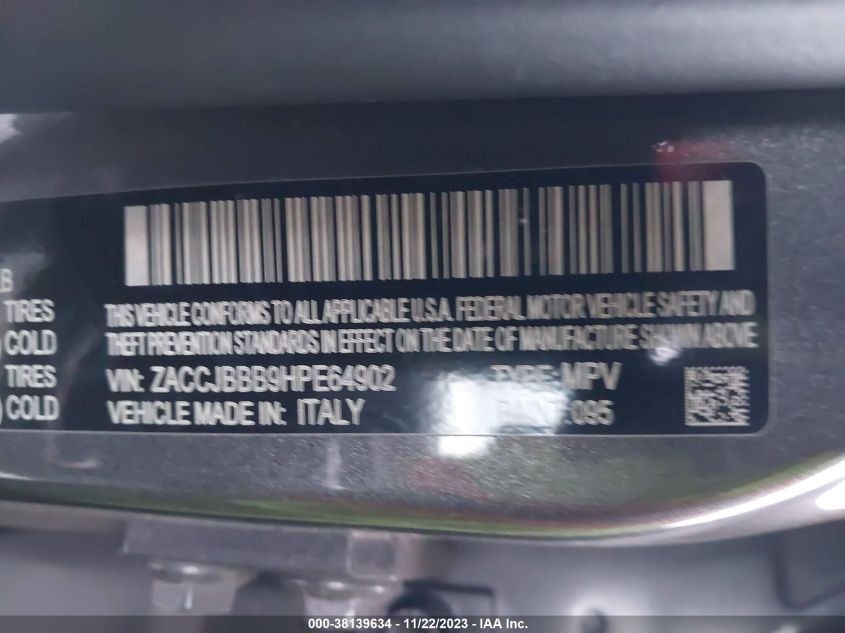 LB
TIRES
COLD
TIRES
) COLD
THIS VEHICLE CONFORMS TO ALL APPLICABLE U.S.A. FEDERAL MOTOR VEHICLE SAFETY AND
THEFT PREVENTION STANDARDS IN EFFECT ON THE DATE OF MANUFACTURE SHOWN ABOVE
VIN: ZACCJBBB9HPE64902 TYPE: MPV
VEHICLE MADE IN: ITALY 095
000-38139634 - 11/22/2023 - IAA Inc.